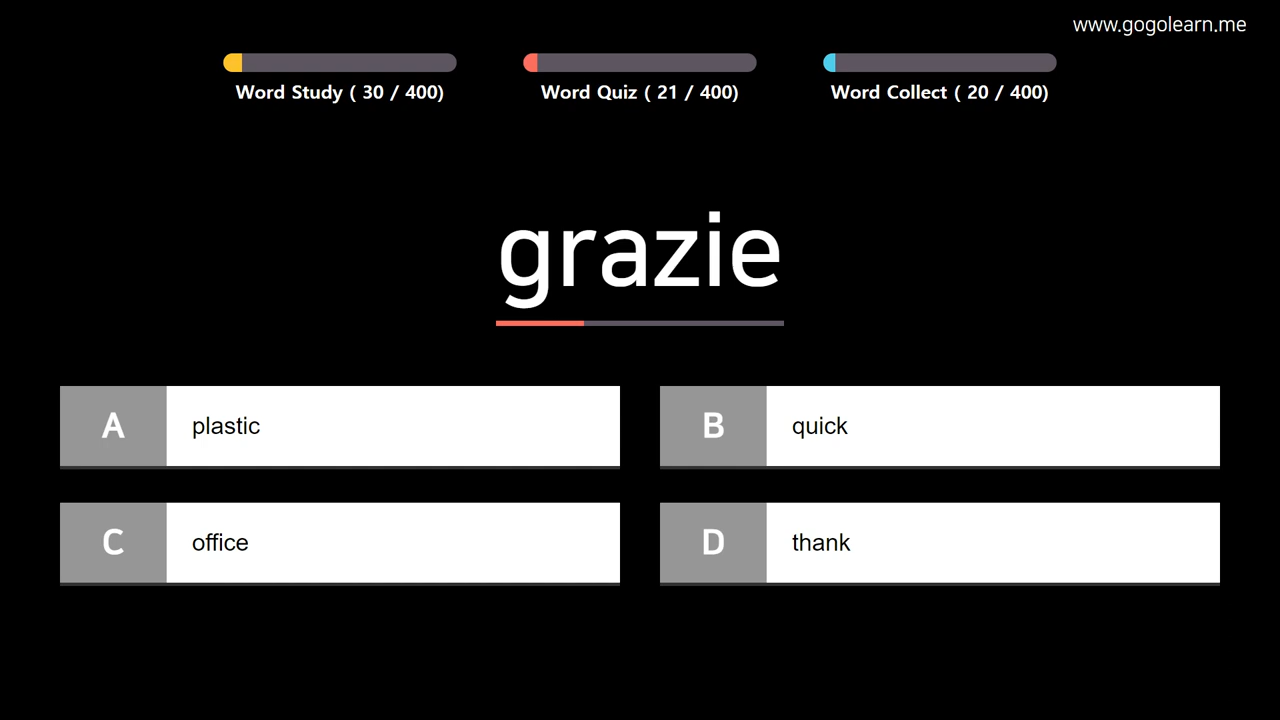 www.gogolearn.me
Word Study ( 30 / 400)
Word Quiz ( 21 / 400)
Word Collect ( 20 / 400)
grazie
A plastic
B quick
C office
D thank